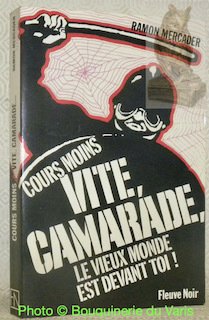 RAMON MERCADER
COURS MOINS
VITE,
CAMARADE,
LE VIEUX MONDE
EST DEVANT TOI !
Fleuve Noir
COURS MOINS VITE CAMARADE
Photo © Bouquinerie du Varis